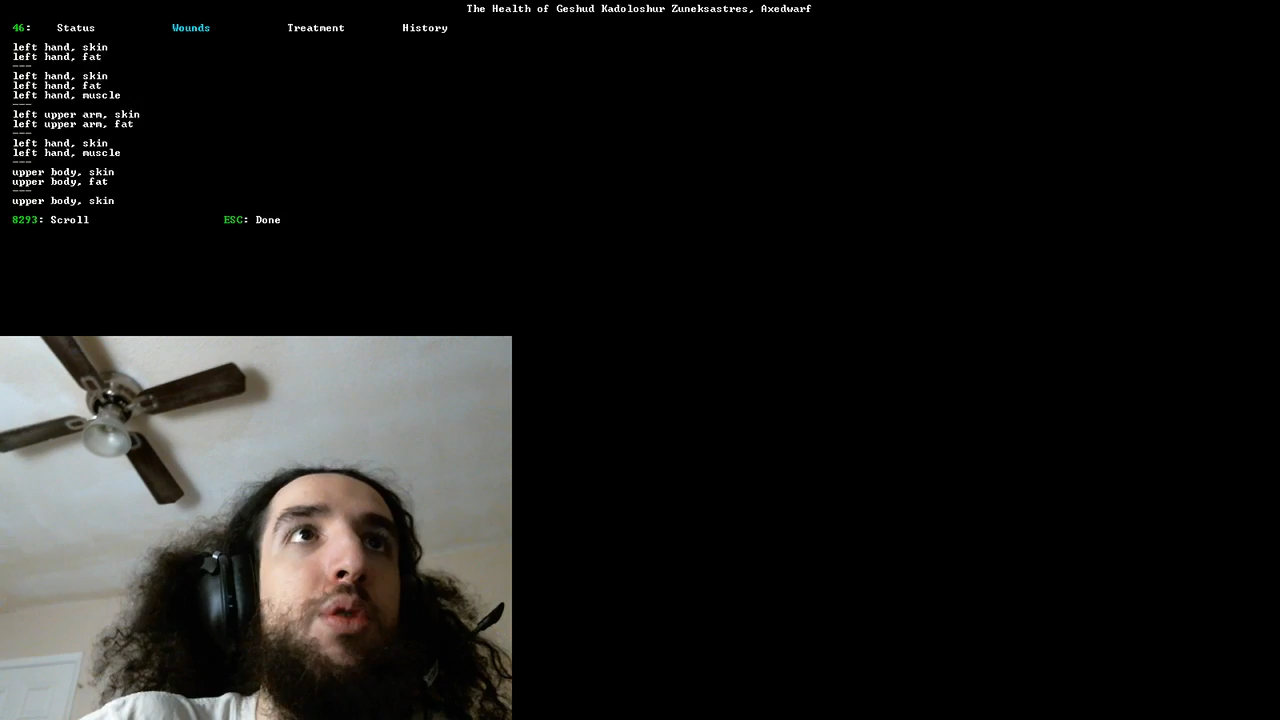 The Health of Geshud Kadoloshur Zuneksastres, Axedwarf
46: Status Wounds Treatment History
left hand, skin
left hand, fat
---
left hand, skin
left hand, fat
left hand, muscle
---
left upper arm, skin
left upper arm, fat
---
left hand, skin
left hand, muscle
---
upper body, skin
upper body, fat
---
upper body, skin
8293: Scroll ESC: Done